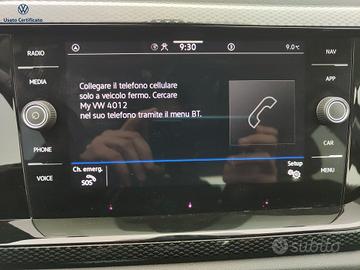 Usato Certificato
RADIO
9:30
9.0°C
NAV
MEDIA
APP
Collegare il telefono cellulare
solo a veicolo fermo. Cercare
My VW 4012
nel suo telefono tramite il menu BT.
PHONE
CAR
VOICE
Ch. emerg.
SOS
Setup
MENU
subito.it